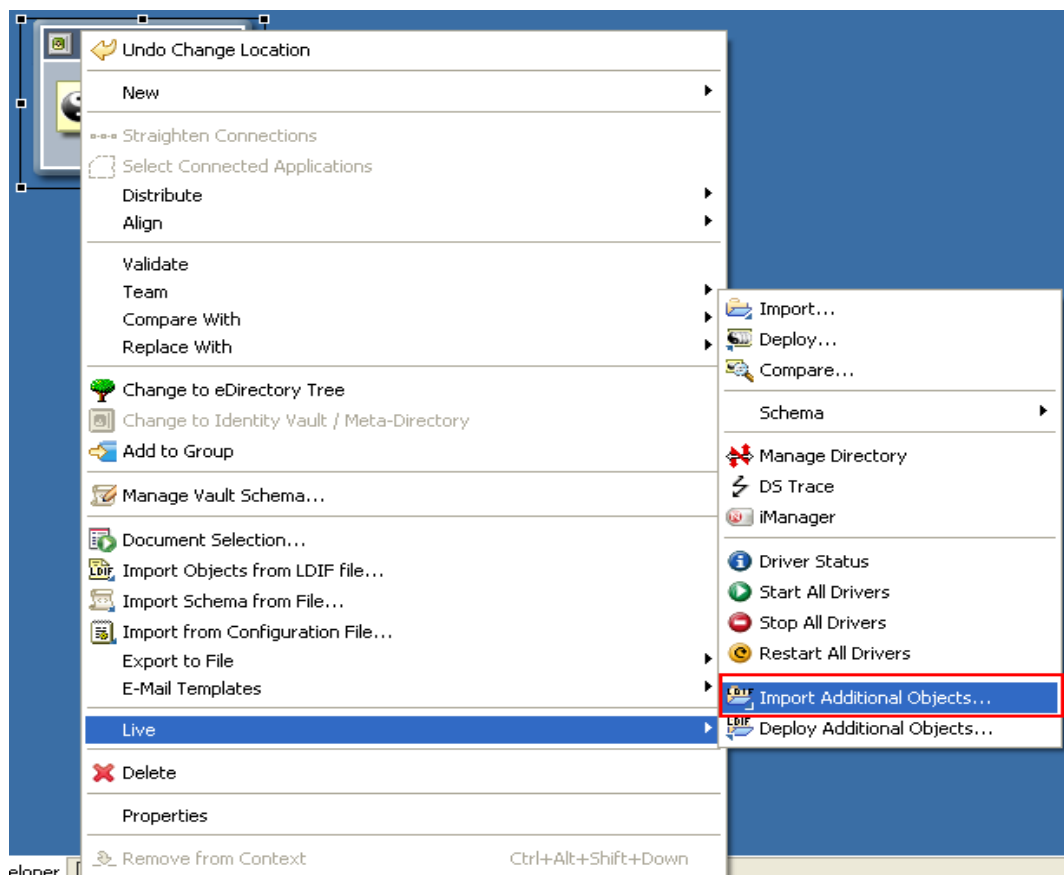 Undo Change Location
New
Straighten Connections
Select Connected Applications
Distribute
Align
Validate
Team
Compare With
Replace With
Change to eDirectory Tree
Change to Identity Vault / Meta-Directory
Add to Group
Manage Vault Schema...
Document Selection...
LDIF Import Objects from LDIF file...
Import Schema from File...
Import from Configuration File...
Export to File
E-Mail Templates
Live
Delete
Properties
Remove from Context Ctrl+Alt+Shift+Down
Import...
Deploy...
Compare...
Schema
Manage Directory
DS Trace
iManager
Driver Status
Start All Drivers
Stop All Drivers
Restart All Drivers
LDIF Import Additional Objects...
LDIF Deploy Additional Objects...
eloper